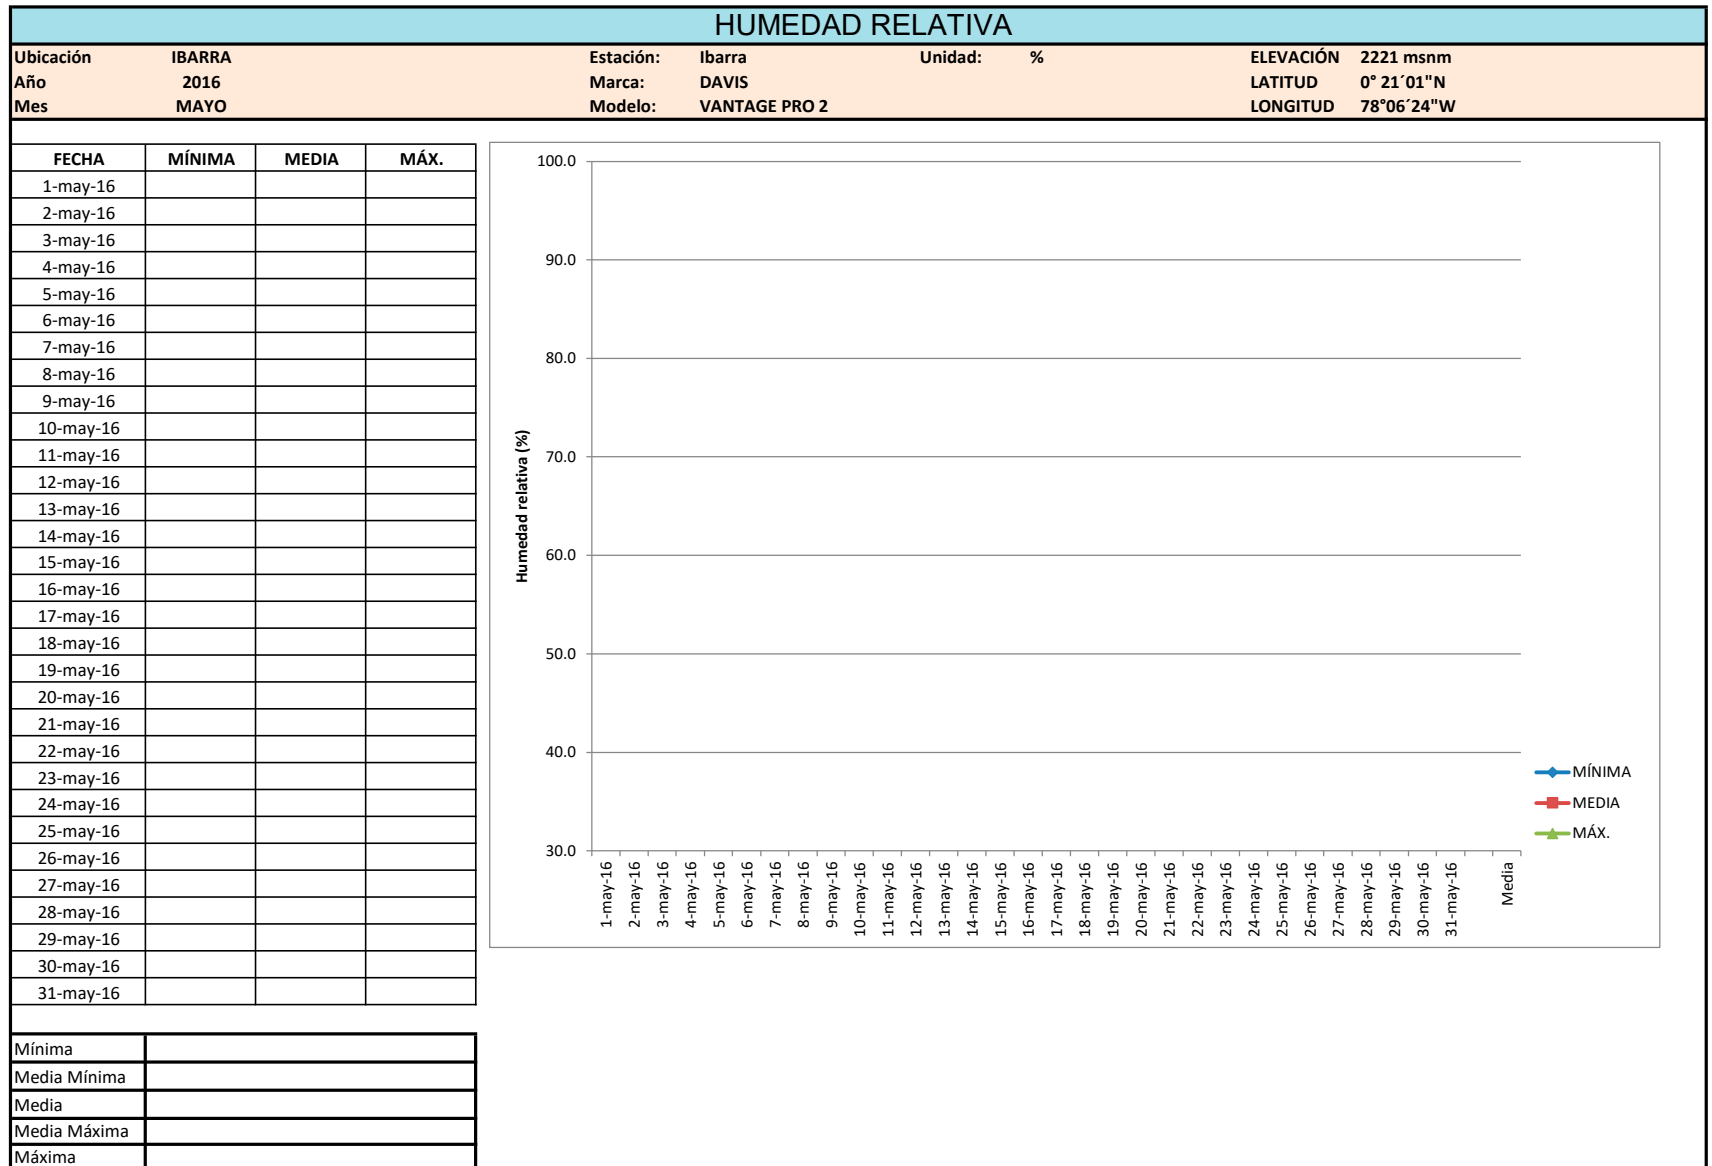 HUMEDAD RELATIVA
Ubicación IBARRA Estación: Ibarra Unidad: % ELEVACIÓN 2221 msnm
Año 2016 Marca: DAVIS LATITUD 0° 21´01"N
Mes MAYO Modelo: VANTAGE PRO 2 LONGITUD 78°06´24"W
FECHA MÍNIMA MEDIA MÁX.
1-may-16
2-may-16
3-may-16
4-may-16
5-may-16
6-may-16
7-may-16
8-may-16
9-may-16
10-may-16
11-may-16
12-may-16
13-may-16
14-may-16
15-may-16
16-may-16
17-may-16
18-may-16
19-may-16
20-may-16
21-may-16
22-may-16
23-may-16
24-may-16
25-may-16
26-may-16
27-may-16
28-may-16
29-may-16
30-may-16
31-may-16
Mínima
Media Mínima
Media
Media Máxima
Máxima
Humedad relativa (%)
100.0
90.0
80.0
70.0
60.0
50.0
40.0
30.0
1-may-16
2-may-16
3-may-16
4-may-16
5-may-16
6-may-16
7-may-16
8-may-16
9-may-16
10-may-16
11-may-16
12-may-16
13-may-16
14-may-16
15-may-16
16-may-16
17-may-16
18-may-16
19-may-16
20-may-16
21-may-16
22-may-16
23-may-16
24-may-16
25-may-16
26-may-16
27-may-16
28-may-16
29-may-16
30-may-16
31-may-16
Media
MÍNIMA
MEDIA
MÁX.